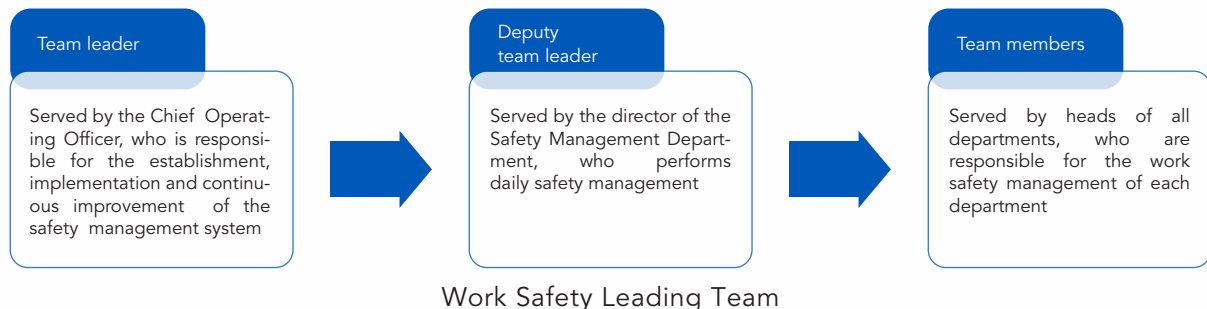 Team leader
Served by the Chief Operat-
ing Officer, who is responsi-
ble for the establishment,
implementation and continu-
ous improvement of the
safety management system
Deputy
team leader
Served by the director of the
Safety Management Depart-
ment, who performs
daily safety management
Team members
Served by heads of all
departments, who are
responsible for the work
safety management of each
department
Work Safety Leading Team